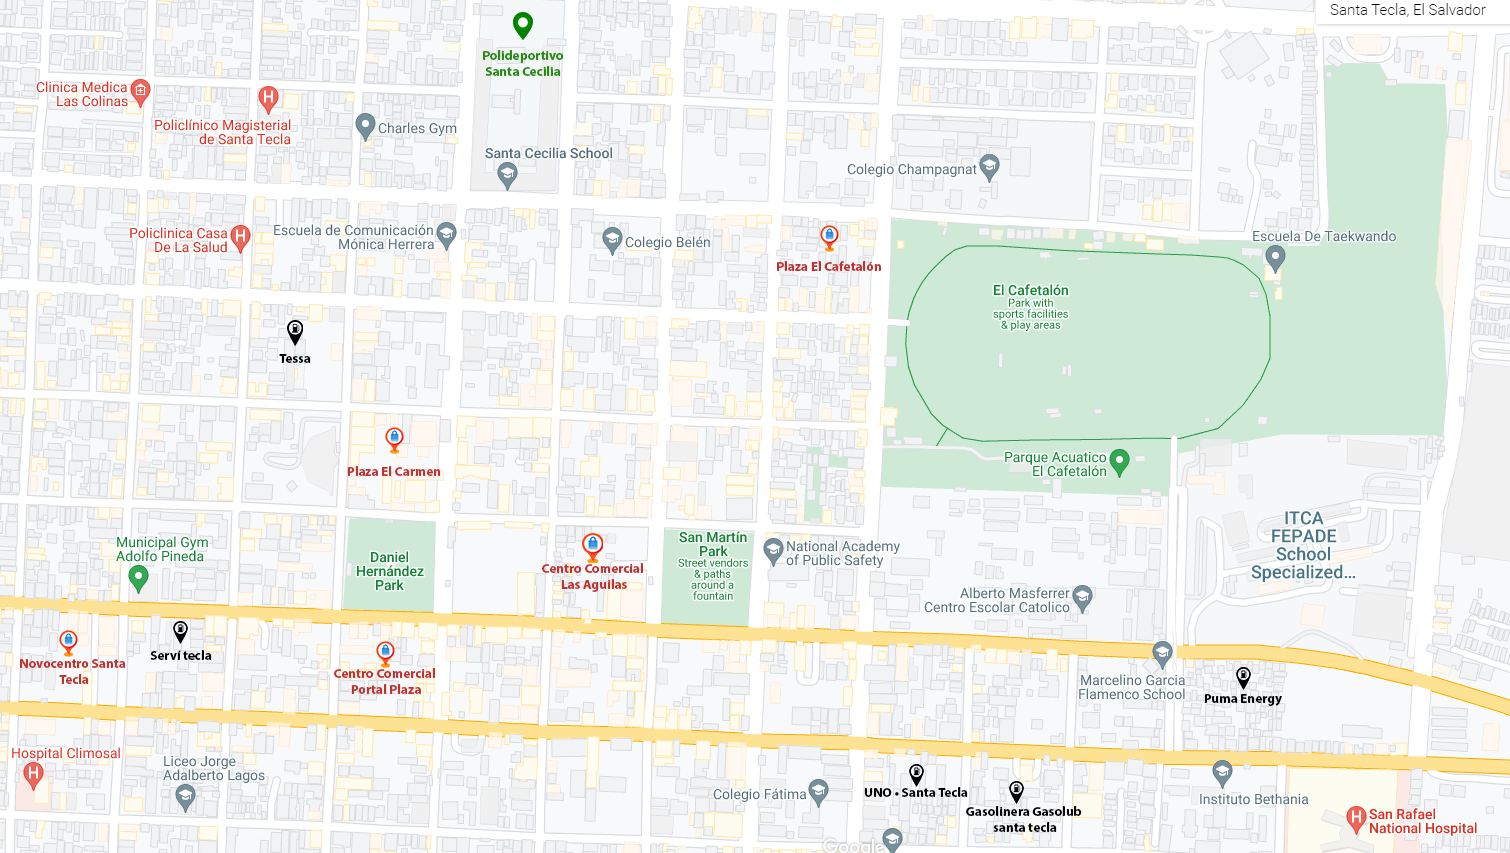 Santa Tecla, El Salvador
Polideportivo
Santa Cecilia
Clinica Medica
Las Colinas
Policlínico Magisterial
de Santa Tecla
Charles Gym
Santa Cecilia School
Colegio Champagnat
Policlinica Casa
De La Salud
Escuela de Comunicación
Mónica Herrera
Colegio Belén
Plaza El Cafetalón
Escuela De Taekwando
El Cafetalón
Park with
sports facilities
& play areas
Tessa
Plaza El Carmen
Parque Acuatico
El Cafetalón
Municipal Gym
Adolfo Pineda
Daniel
Hernández
Park
Centro Comercial
Las Aguilas
San Martín
Park
Street vendors
& paths
around a
fountain
National Academy
of Public Safety
ITCA
FEPADE
School
Specialized...
Alberto Masferrer
Centro Escolar Catolico
Novocentro Santa
Tecla
Serví tecla
Centro Comercial
Portal Plaza
Marcelino Garcia
Flamenco School
Puma Energy
Hospital Climosal
Liceo Jorge
Adalberto Lagos
Colegio Fátima
UNO • Santa Tecla
Gasolinera Gasolub
santa tecla
Instituto Bethania
San Rafael
National Hospital
Google